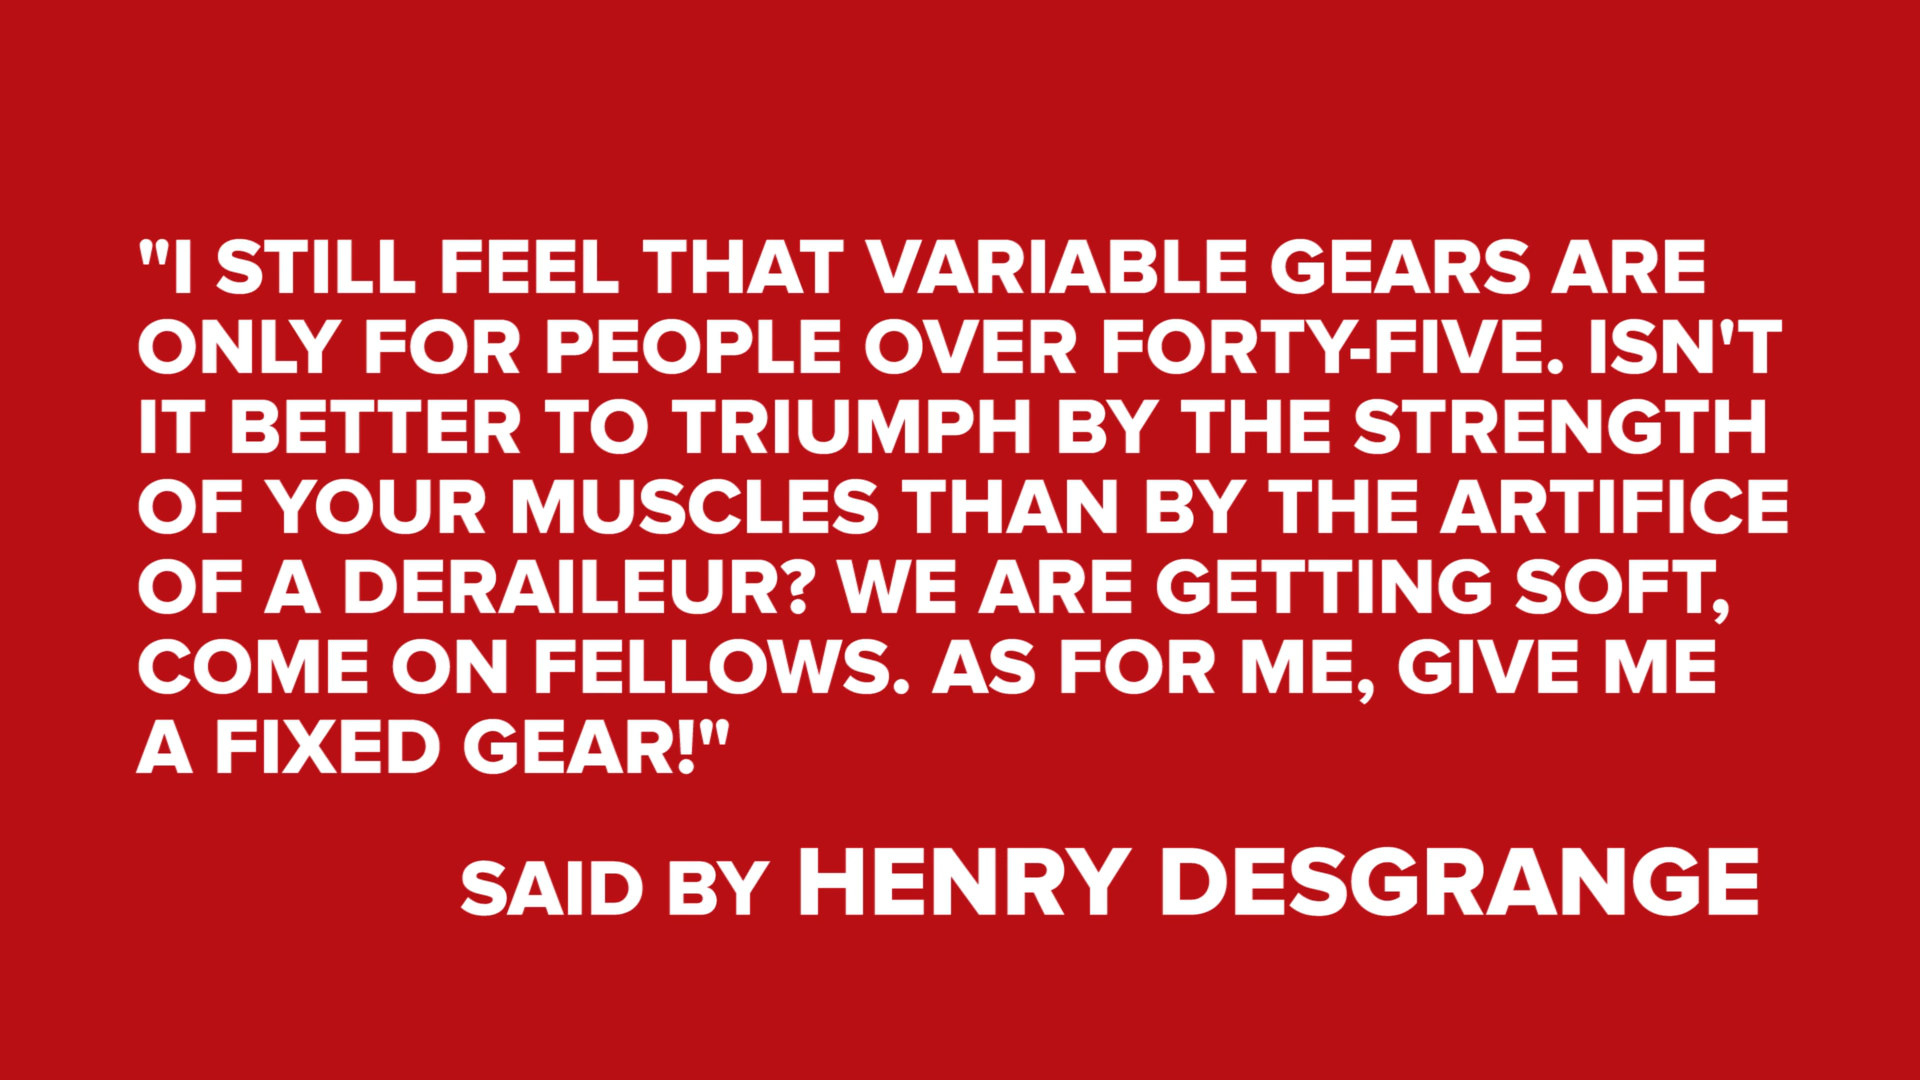 "I STILL FEEL THAT VARIABLE GEARS ARE
ONLY FOR PEOPLE OVER FORTY-FIVE. ISN'T
IT BETTER TO TRIUMPH BY THE STRENGTH
OF YOUR MUSCLES THAN BY THE ARTIFICE
OF A DERAILEUR? WE ARE GETTING SOFT,
COME ON FELLOWS. AS FOR ME, GIVE ME
A FIXED GEAR!"
SAID BY HENRY DESGRANGE